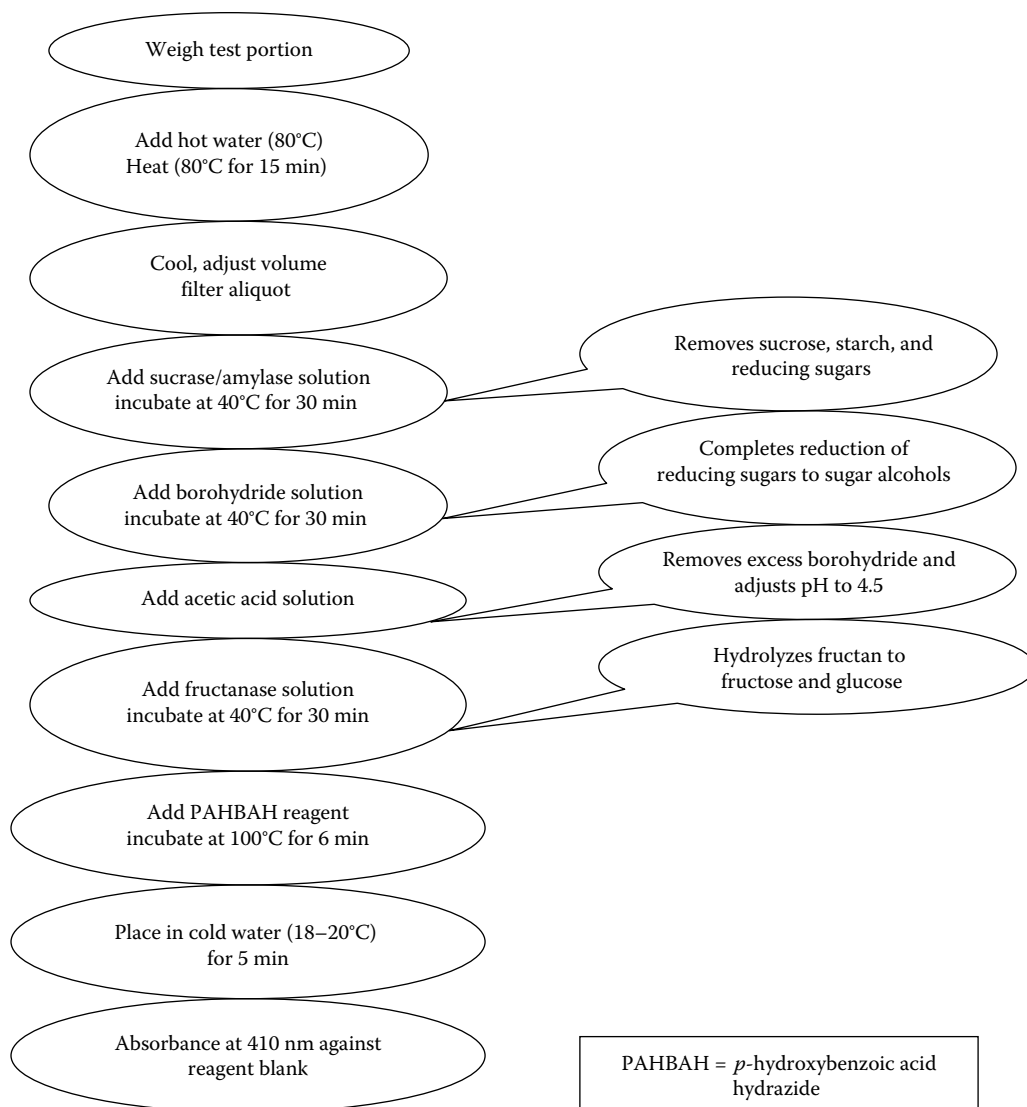 Weigh test portion
Add hot water (80°C)
Heat (80°C for 15 min)
Cool, adjust volume
filter aliquot
Add sucrase/amylase solution
incubate at 40°C for 30 min
Removes sucrose, starch, and
reducing sugars
Add borohydride solution
incubate at 40°C for 30 min
Completes reduction of
reducing sugars to sugar alcohols
Add acetic acid solution
Removes excess borohydride and
adjusts pH to 4.5
Add fructanase solution
incubate at 40°C for 30 min
Hydrolyzes fructan to
fructose and glucose
Add PAHBAH reagent
incubate at 100°C for 6 min
Place in cold water (18–20°C)
for 5 min
Absorbance at 410 nm against
reagent blank
PAHBAH = p-hydroxybenzoic acid
hydrazide